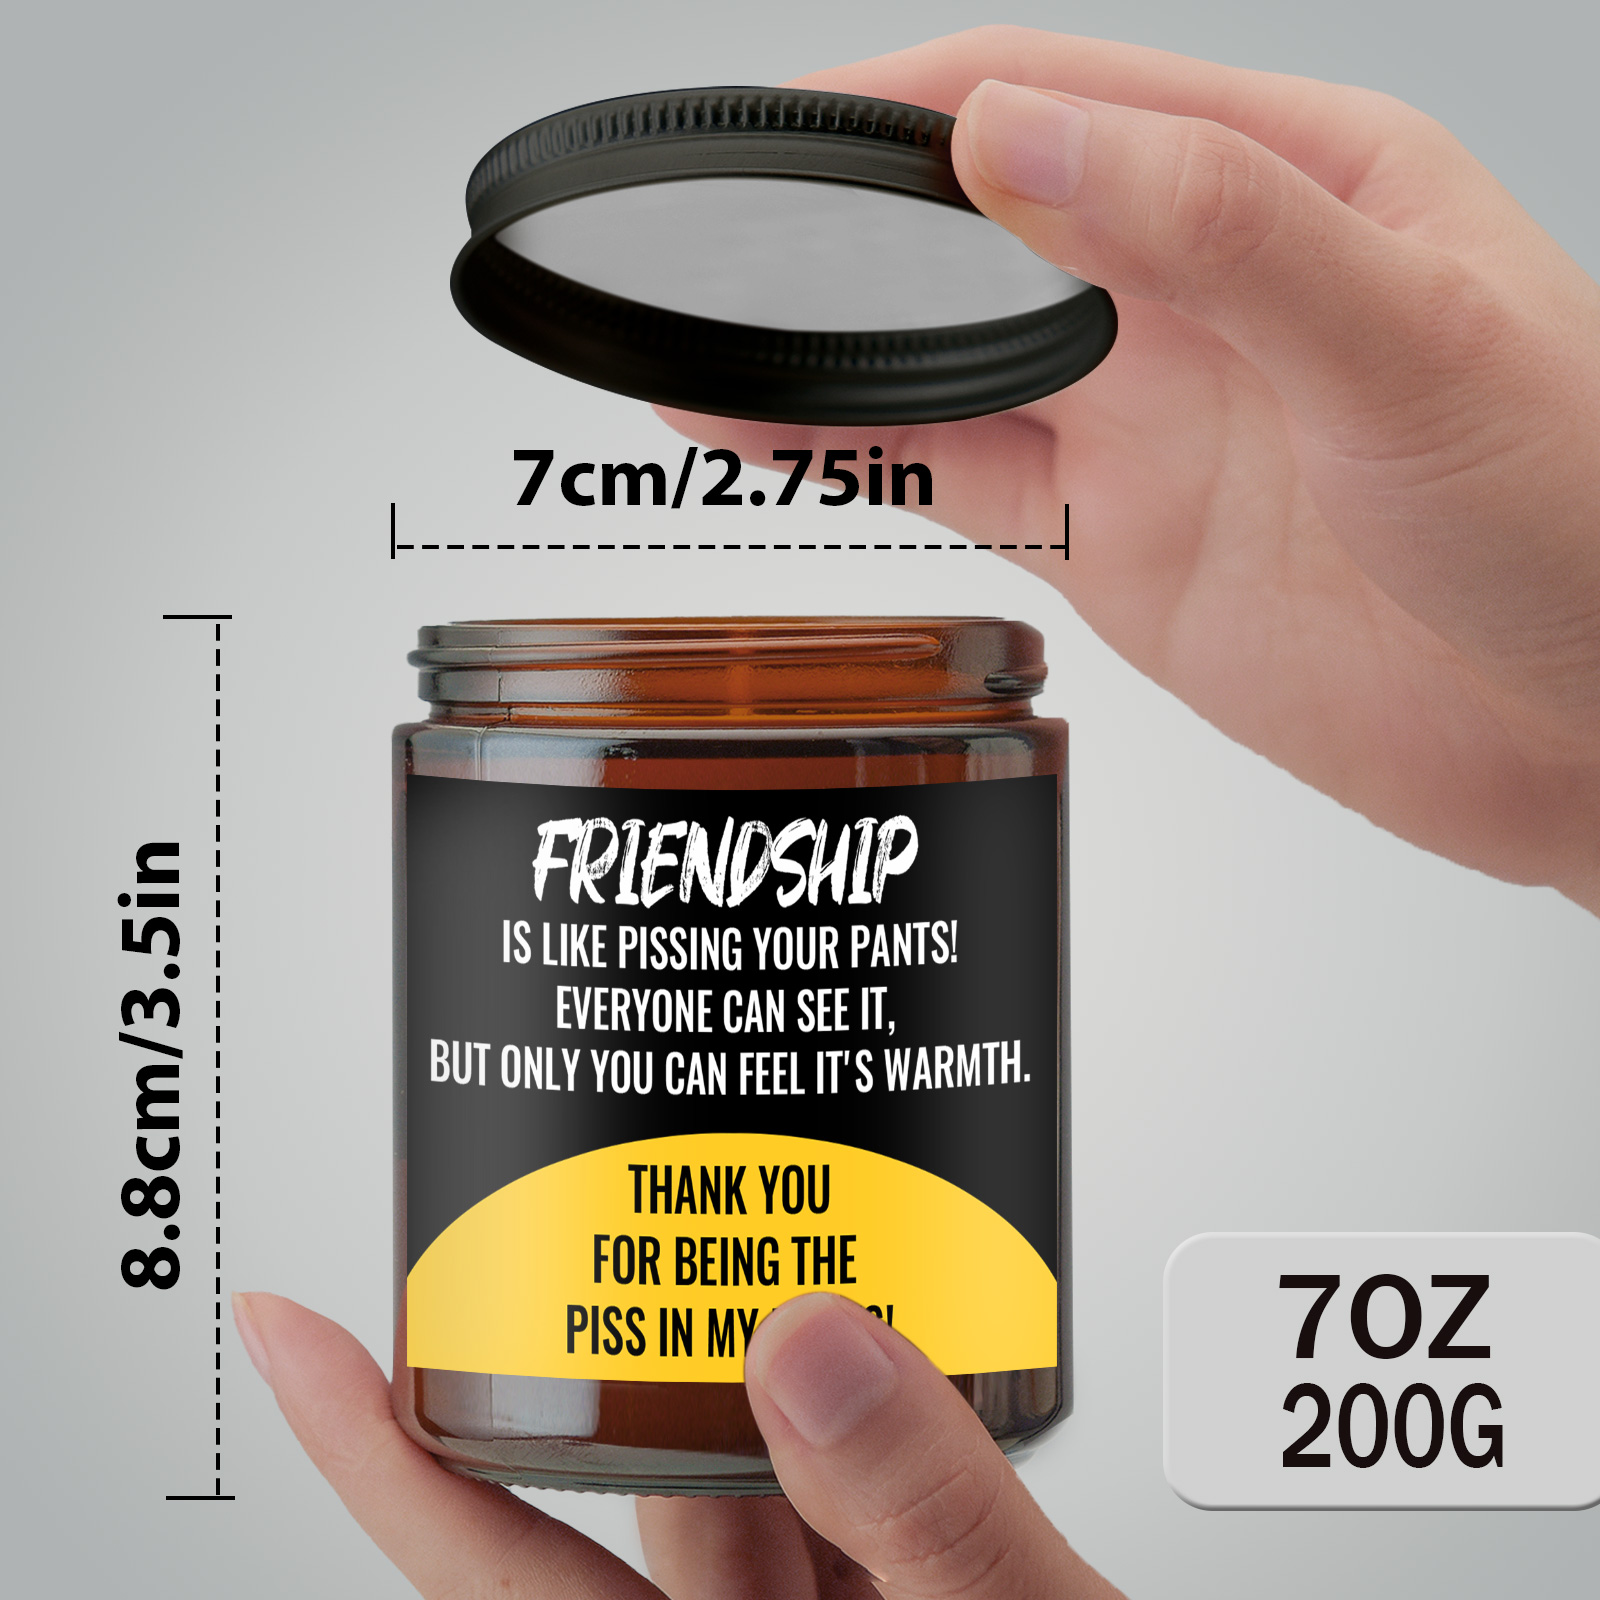 7cm/2.75in
8.8cm/3.5in
FRIENDSHIP
IS LIKE PISSING YOUR PANTS!
EVERYONE CAN SEE IT,
BUT ONLY YOU CAN FEEL IT'S WARMTH.
THANK YOU
FOR BEING THE
PISS IN MY
7OZ
200G